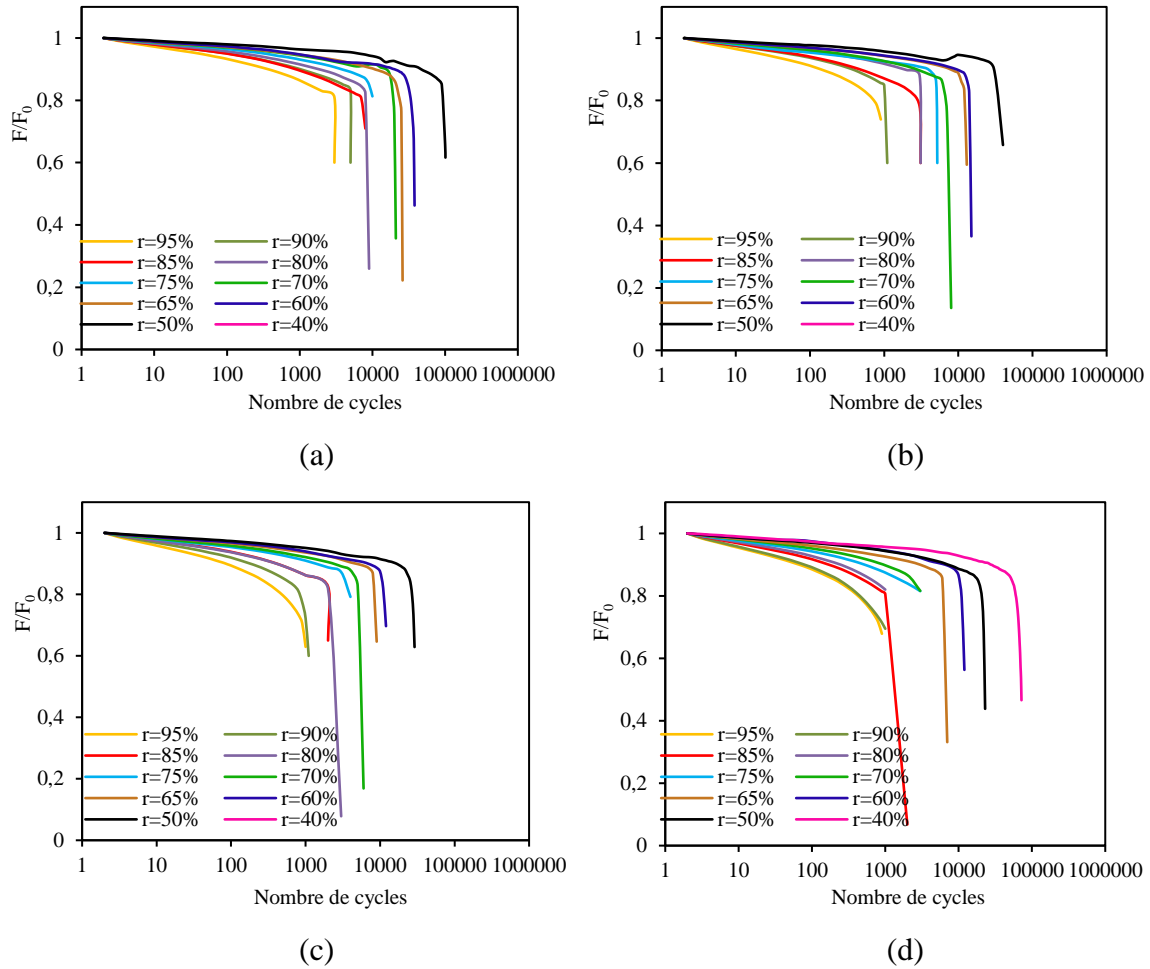 F/F0
1
0,8
0,6
0,4
0,2
0
r=95% r=90%
r=85% r=80%
r=75% r=70%
r=65% r=60%
r=50% r=40%
1 10 100 1000 10000 100000 1000000
Nombre de cycles
(a)
F/F0
1
0,8
0,6
0,4
0,2
0
r=95% r=90%
r=85% r=80%
r=75% r=70%
r=65% r=60%
r=50% r=40%
1 10 100 1000 10000 100000 1000000
Nombre de cycles
(b)
F/F0
1
0,8
0,6
0,4
0,2
0
r=95% r=90%
r=85% r=80%
r=75% r=70%
r=65% r=60%
r=50% r=40%
1 10 100 1000 10000 100000 1000000
Nombre de cycles
(c)
F/F0
1
0,8
0,6
0,4
0,2
0
r=95% r=90%
r=85% r=80%
r=75% r=70%
r=65% r=60%
r=50% r=40%
1 10 100 1000 10000 100000 1000000
Nombre de cycles
(d)